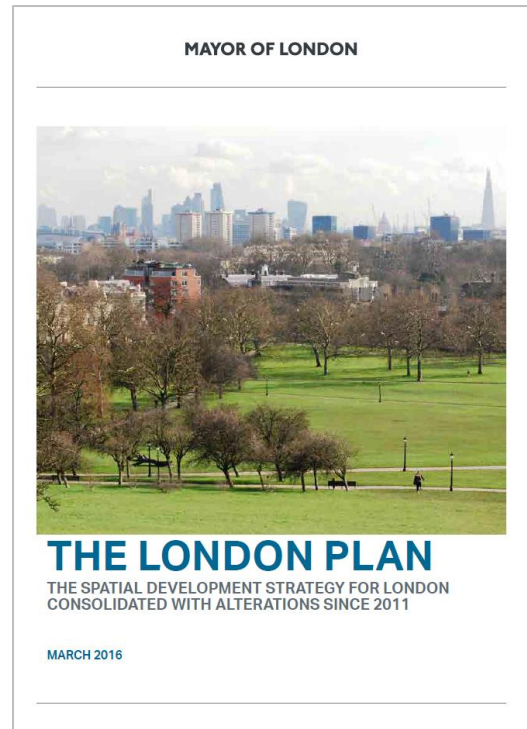 MAYOR OF LONDON
THE LONDON PLAN
THE SPATIAL DEVELOPMENT STRATEGY FOR LONDON
CONSOLIDATED WITH ALTERATIONS SINCE 2011
MARCH 2016